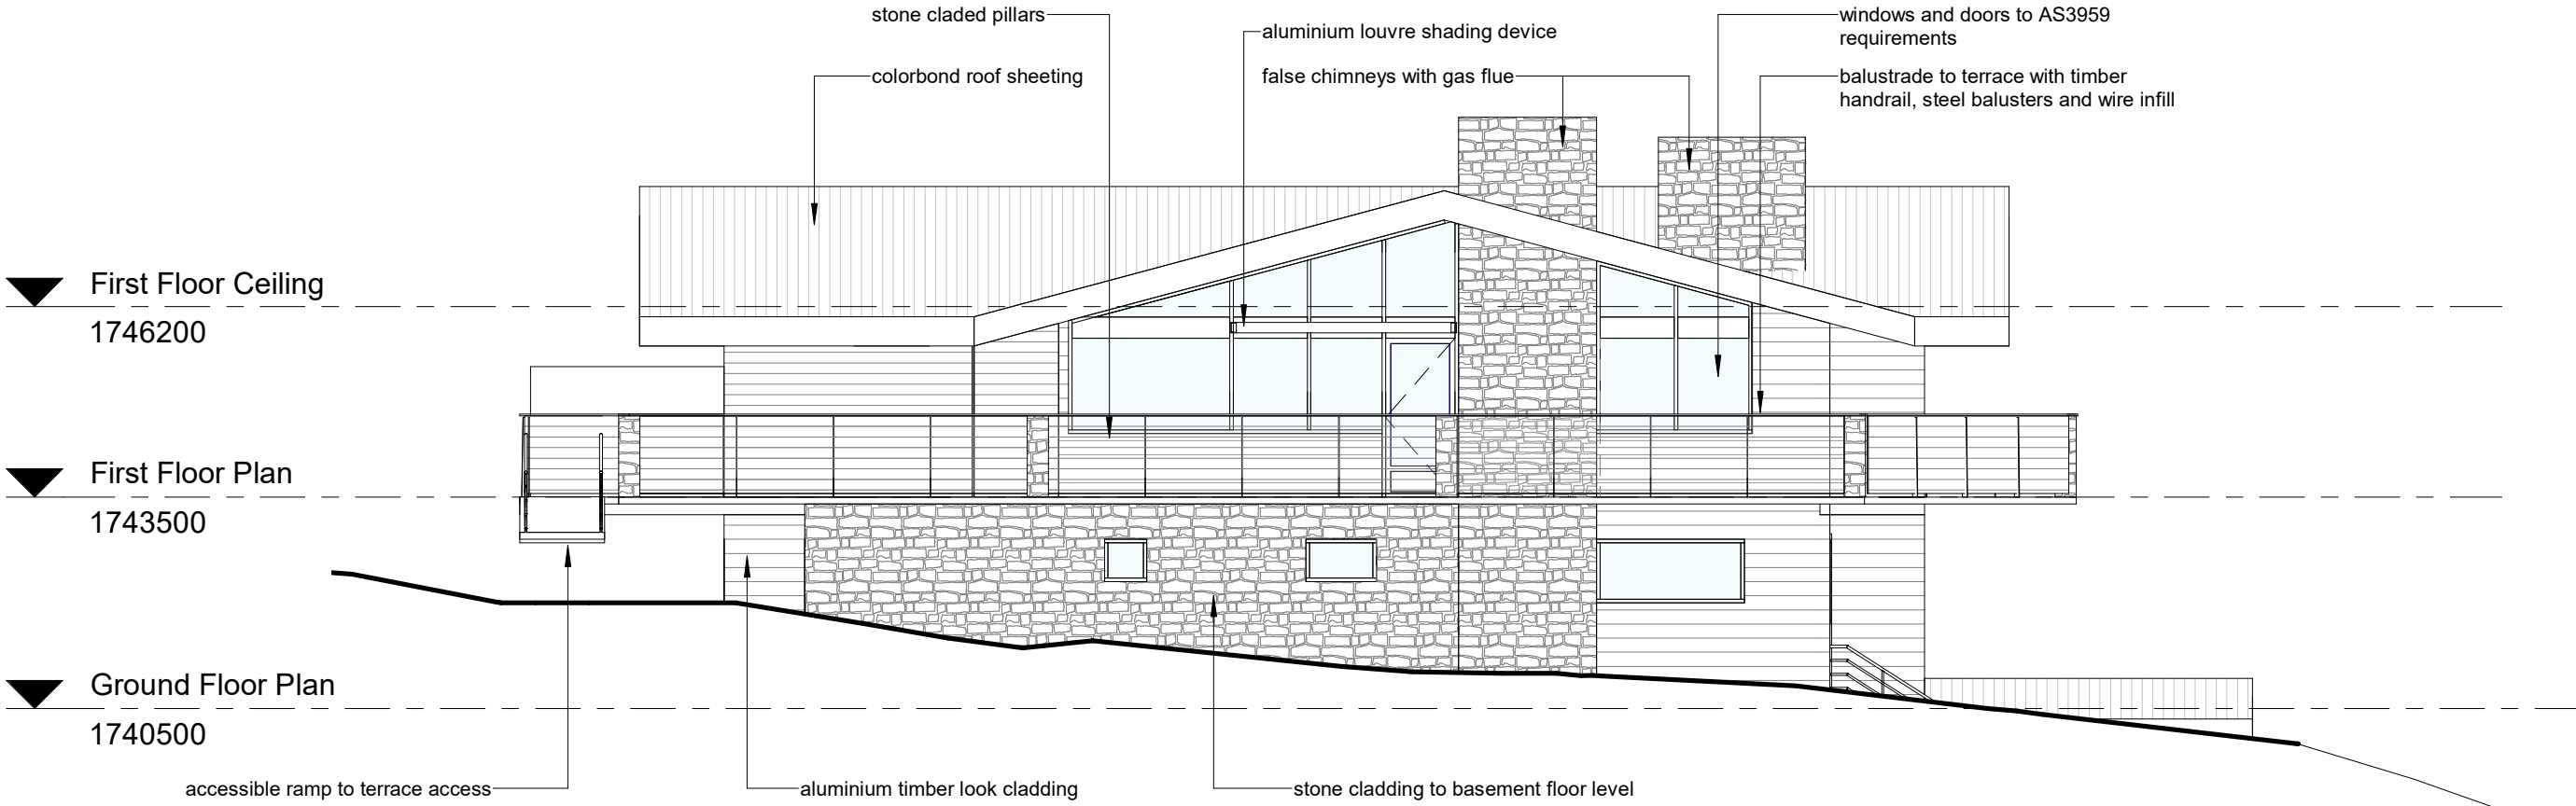 stone claded pillars
colorbond roof sheeting
aluminium louvre shading device
false chimneys with gas flue
windows and doors to AS3959
requirements
balustrade to terrace with timber
handrail, steel balusters and wire infill
First Floor Ceiling
1746200
First Floor Plan
1743500
Ground Floor Plan
1740500
accessible ramp to terrace access
aluminium timber look cladding
stone cladding to basement floor level